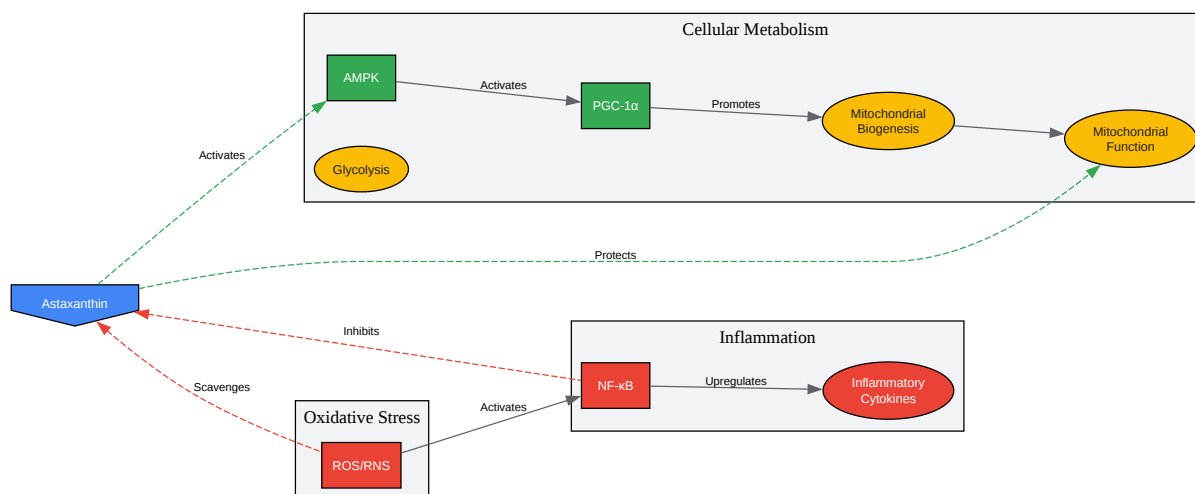 Cellular Metabolism
AMPK
Activates
PGC-1α
Promotes
Mitochondrial
Biogenesis
Mitochondrial
Function
Activates
Glycolysis
Protects
Astaxanthin
Inhibits
Inflammation
NF-κB
Upregulates
Inflammatory
Cytokines
Scavenges
Activates
Oxidative Stress
ROS/RNS